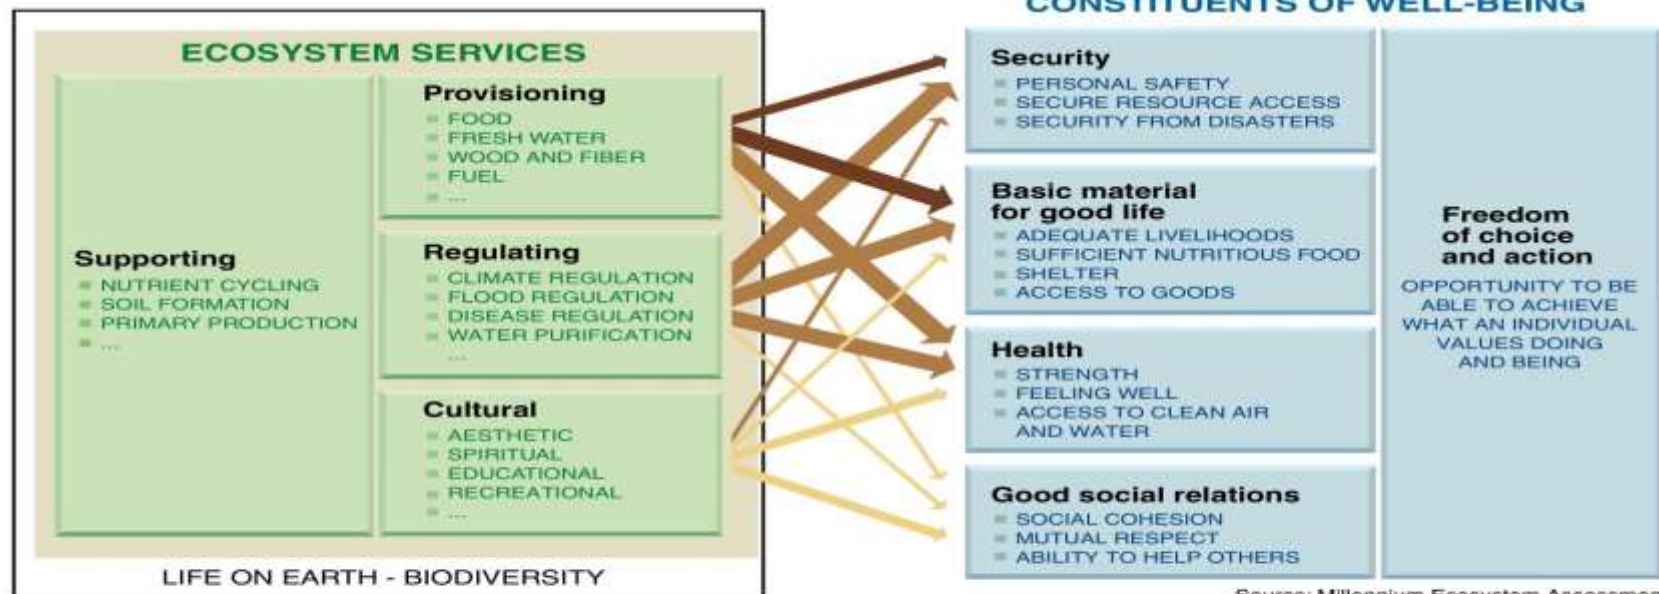 CONSTITUENTS OF WELL-BEING
ECOSYSTEM SERVICES
Supporting
NUTRIENT CYCLING
SOIL FORMATION
PRIMARY PRODUCTION
...
Provisioning
FOOD
FRESH WATER
WOOD AND FIBER
FUEL
...
Regulating
CLIMATE REGULATION
FLOOD REGULATION
DISEASE REGULATION
WATER PURIFICATION
...
Cultural
AESTHETIC
SPIRITUAL
EDUCATIONAL
RECREATIONAL
...
LIFE ON EARTH - BIODIVERSITY
Security
PERSONAL SAFETY
SECURE RESOURCE ACCESS
SECURITY FROM DISASTERS
Basic material
for good life
ADEQUATE LIVELIHOODS
SUFFICIENT NUTRITIOUS FOOD
SHELTER
ACCESS TO GOODS
Health
STRENGTH
FEELING WELL
ACCESS TO CLEAN AIR
AND WATER
Good social relations
SOCIAL COHESION
MUTUAL RESPECT
ABILITY TO HELP OTHERS
Freedom
of choice
and action
OPPORTUNITY TO BE
ABLE TO ACHIEVE
WHAT AN INDIVIDUAL
VALUES DOING
AND BEING
Source: Millennium Ecosystem Assessment